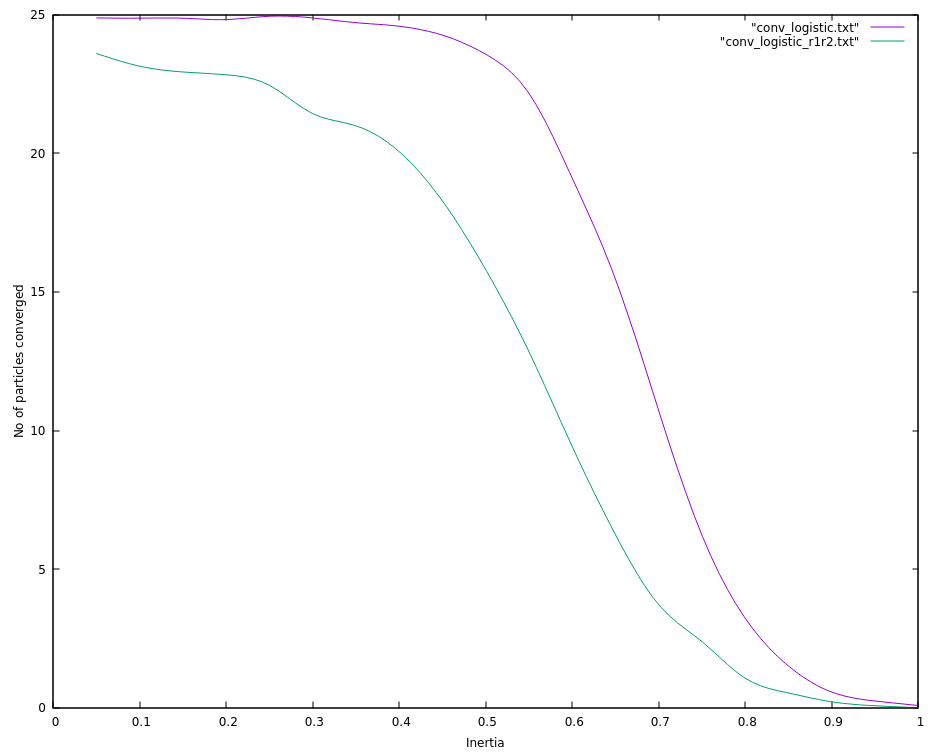 25
20
15
10
5
0
No of particles converged
"conv_logistic.txt"
"conv_logistic_r1r2.txt"
0 0.1 0.2 0.3 0.4 0.5 0.6 0.7 0.8 0.9 1
Inertia